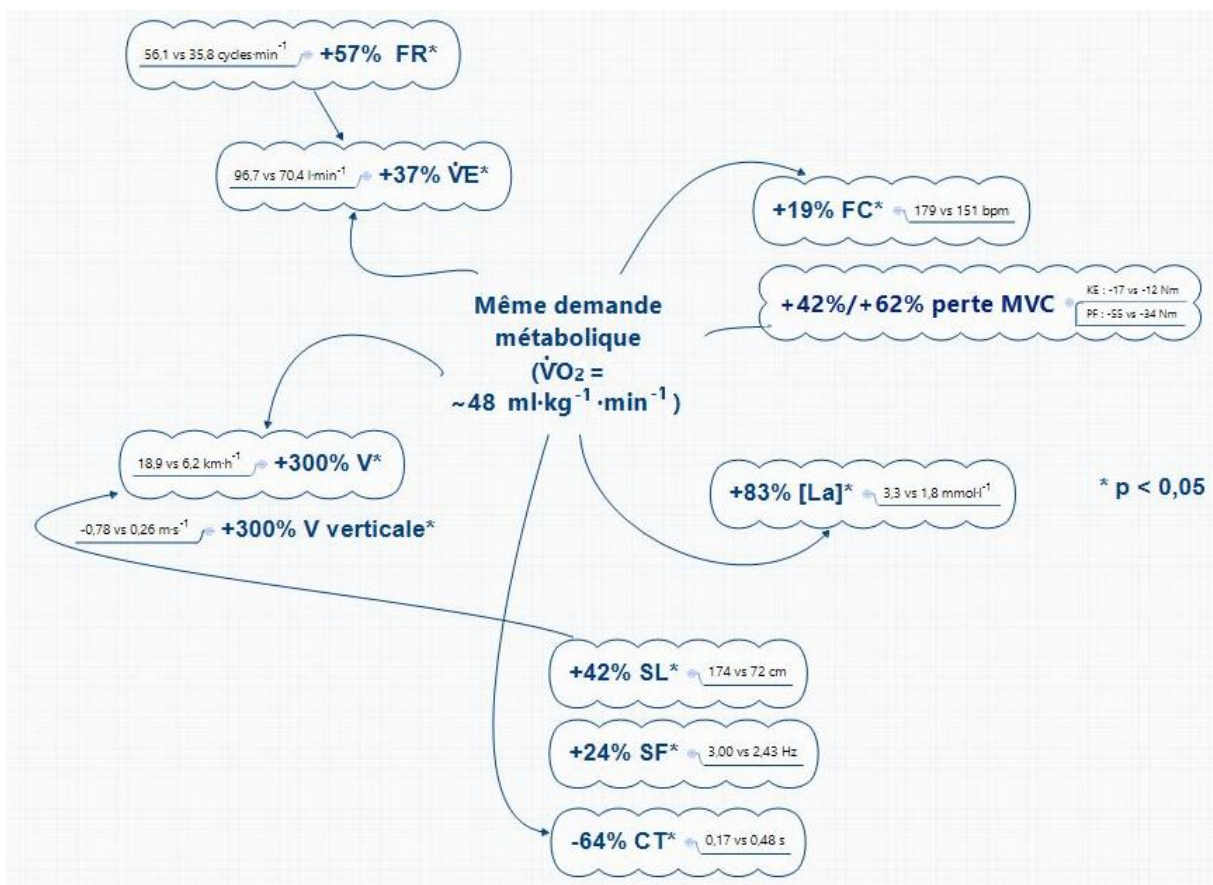 56,1 vs 35,8 cycles·min⁻¹ +57% FR*
96,7 vs 70,4 l·min⁻¹ +37% V̇E*
+19% FC* 179 vs 151 bpm
+42%/+62% perte MVC
KE : -17 vs -12 Nm
PF : -55 vs -34 Nm
Même demande
métabolique
(V̇O₂ =
~48 ml·kg⁻¹·min⁻¹)
18,9 vs 6,2 km·h⁻¹ +300% V*
-0,78 vs 0,26 m·s⁻¹ +300% V verticale*
+83% [La]* 3,3 vs 1,8 mmol·l⁻¹
* p < 0,05
+42% SL* 174 vs 72 cm
+24% SF* 3,00 vs 2,43 Hz
-64% CT* 0,17 vs 0,48 s